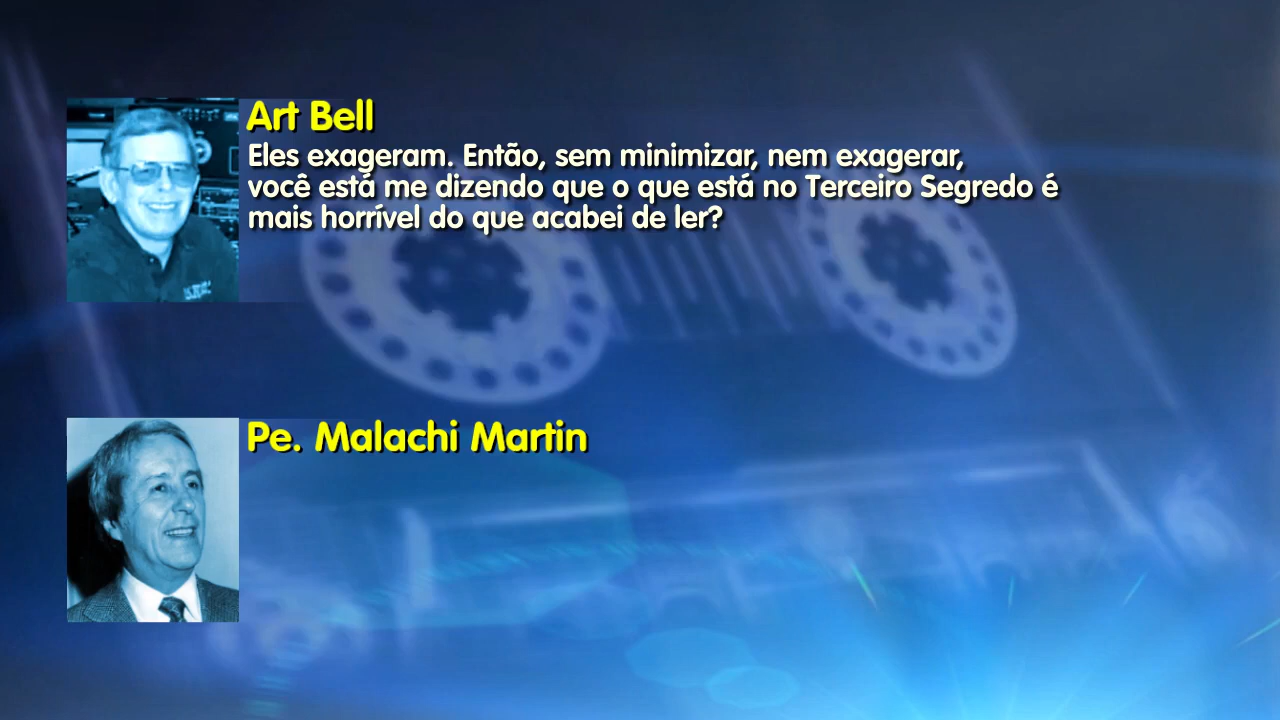 Art Bell
Eles exageram. Então, sem minimizar, nem exagerar,
você está me dizendo que o que está no Terceiro Segredo é
mais horrível do que acabei de ler?
Pe. Malachi Martin